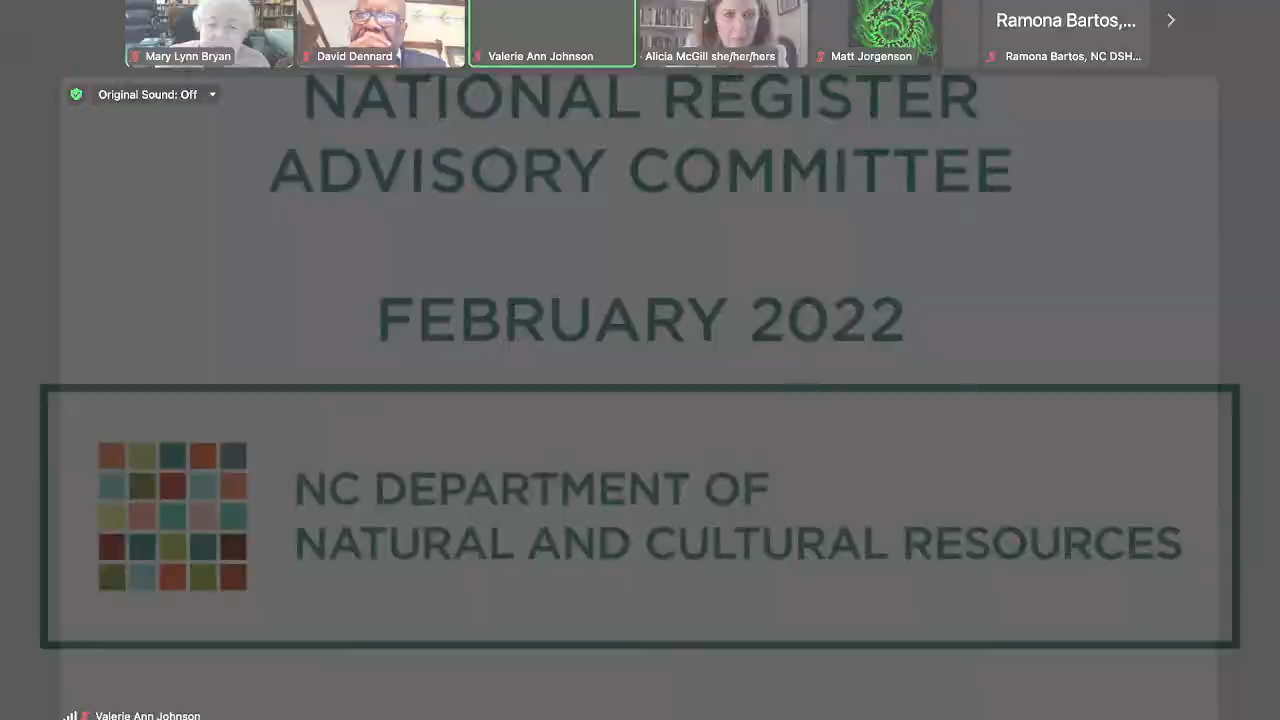 Ramona Bartos,...
Mary Lynn Bryan
David Dennard
Valerie Ann Johnson
Alicia McGill she/her/hers
Matt Jorgenson
Ramona Bartos, NC DSH...
Original Sound: Off
NATIONAL REGISTER
ADVISORY COMMITTEE
FEBRUARY 2022
NC DEPARTMENT OF
NATURAL AND CULTURAL RESOURCES
Valerie Ann Johnson